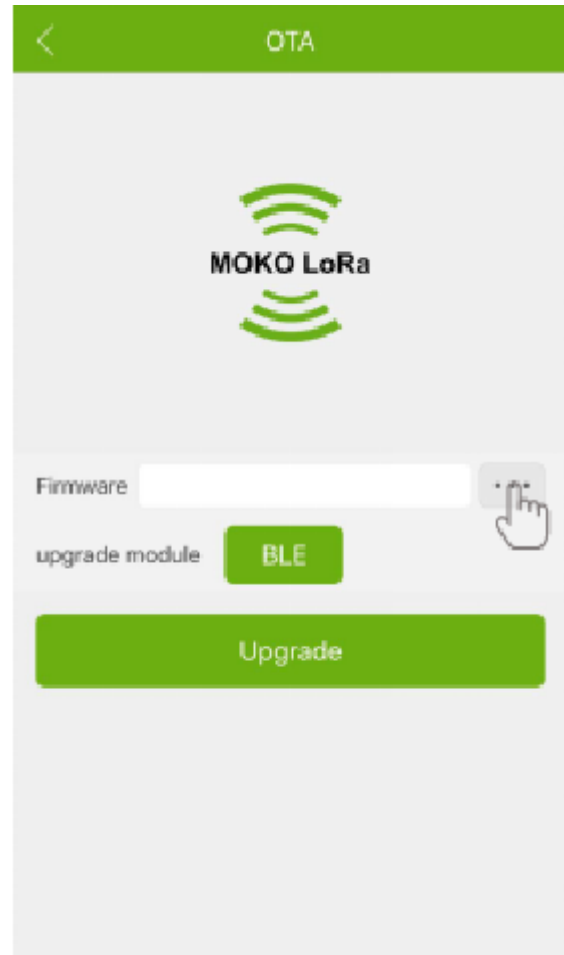 OTA
MOKO LoRa
Firmware ...
upgrade module BLE
Upgrade